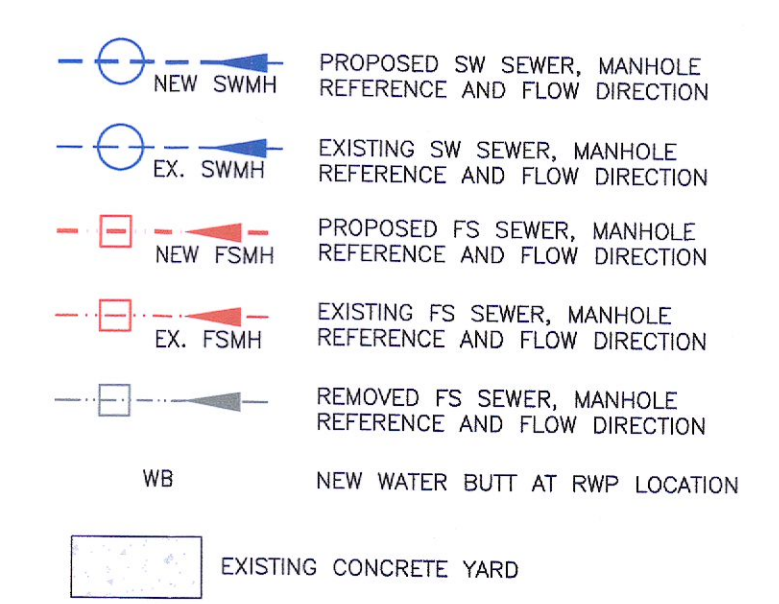 NEW SWMH
PROPOSED SW SEWER, MANHOLE
REFERENCE AND FLOW DIRECTION
EX. SWMH
EXISTING SW SEWER, MANHOLE
REFERENCE AND FLOW DIRECTION
NEW FSMH
PROPOSED FS SEWER, MANHOLE
REFERENCE AND FLOW DIRECTION
EX. FSMH
EXISTING FS SEWER, MANHOLE
REFERENCE AND FLOW DIRECTION
REMOVED FS SEWER, MANHOLE
REFERENCE AND FLOW DIRECTION
WB
NEW WATER BUTT AT RWP LOCATION
EXISTING CONCRETE YARD